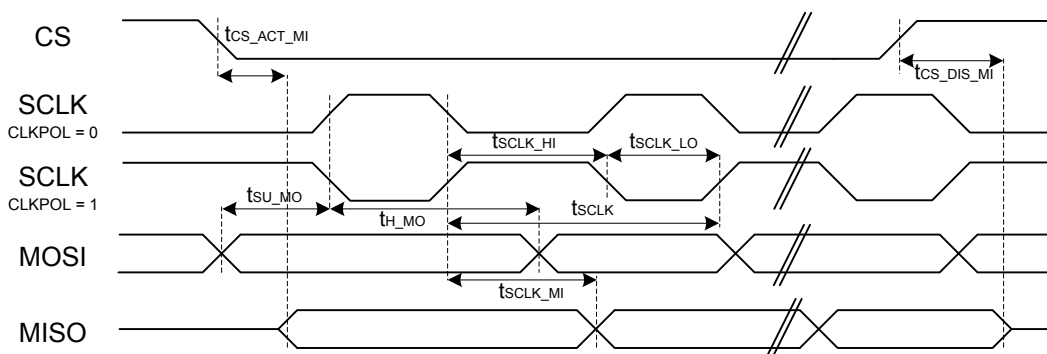 CS
tCS_ACT_MI
tCS_DIS_MI
SCLK
CLKPOL = 0
tSCLK_HI
tSCLK_LO
SCLK
CLKPOL = 1
tSU_MO
tH_MO
tSCLK
MOSI
tSCLK_MI
MISO